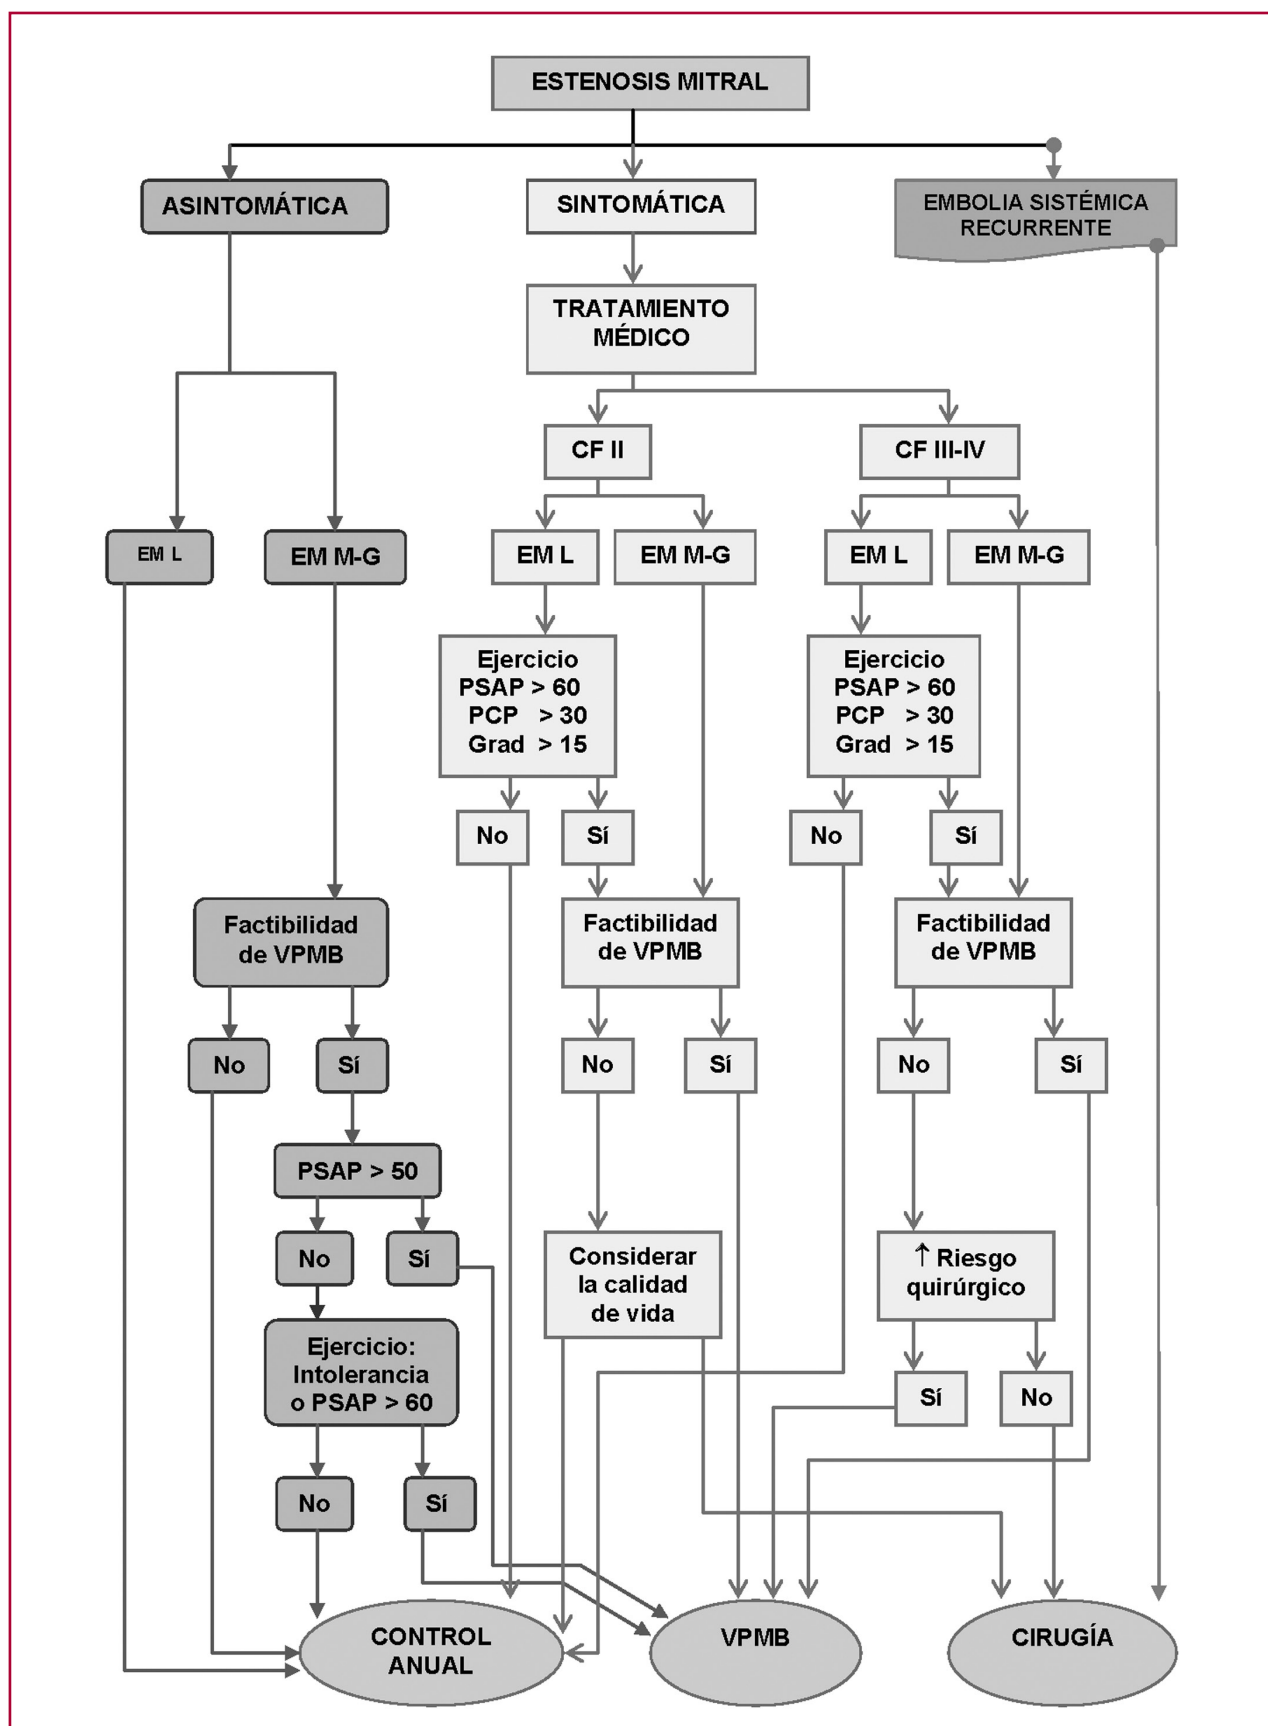 ESTENOSIS MITRAL
ASINTOMÁTICA
SINTOMÁTICA
EMBOLIA SISTÉMICA
RECURRENTE
TRATAMIENTO
MÉDICO
CF II
CF III-IV
EM L
EM M-G
EM L
EM M-G
EM L
EM M-G
Ejercicio
PSAP > 60
PCP > 30
Grad > 15
Ejercicio
PSAP > 60
PCP > 30
Grad > 15
No
Sí
No
Sí
Factibilidad
de VPMB
Factibilidad
de VPMB
Factibilidad
de VPMB
No
Sí
No
Sí
No
Sí
PSAP > 50
No
Sí
Considerar
la calidad
de vida
↑ Riesgo
quirúrgico
Ejercicio:
Intolerancia
o PSAP > 60
Sí
No
No
Sí
CONTROL
ANUAL
VPMB
CIRUGÍA